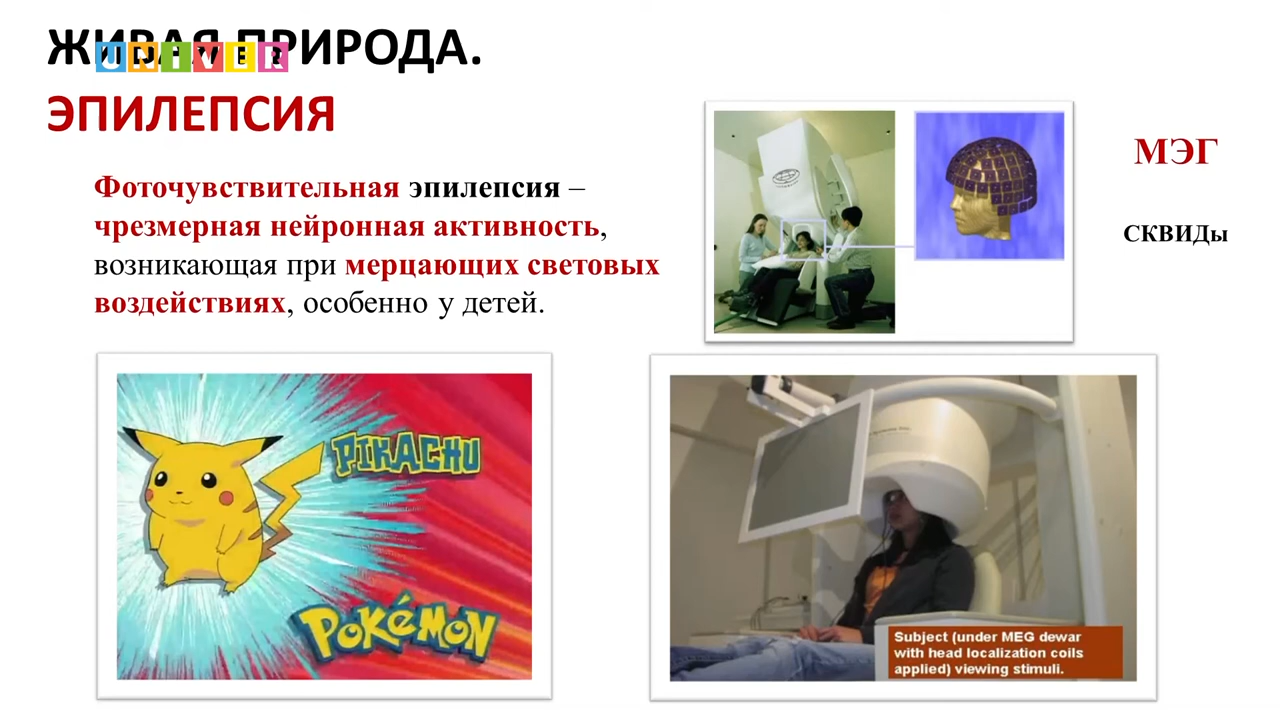 ЖИВАЯ ПРИРОДА.
UNIVER
ЭПИЛЕПСИЯ
Фоточувствительная эпилепсия –
чрезмерная нейронная активность,
возникающая при мерцающих световых
воздействиях, особенно у детей.
МЭГ
СКВИДы
PIKACHU
POKéMON
Subject (under MEG dewar
with head localization coils
applied) viewing stimuli.